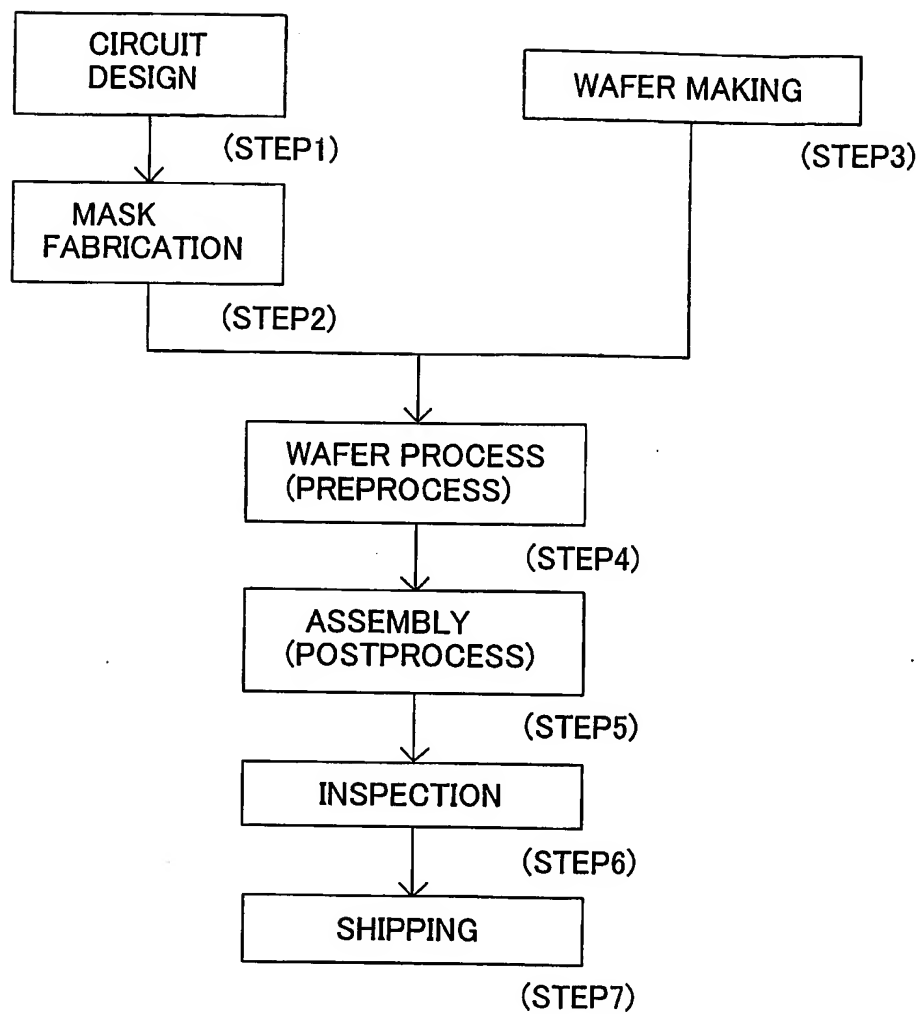 CIRCUIT
DESIGN
(STEP1)
MASK
FABRICATION
(STEP2)
WAFER MAKING
(STEP3)
WAFER PROCESS
(PREPROCESS)
(STEP4)
ASSEMBLY
(POSTPROCESS)
(STEP5)
INSPECTION
(STEP6)
SHIPPING
(STEP7)